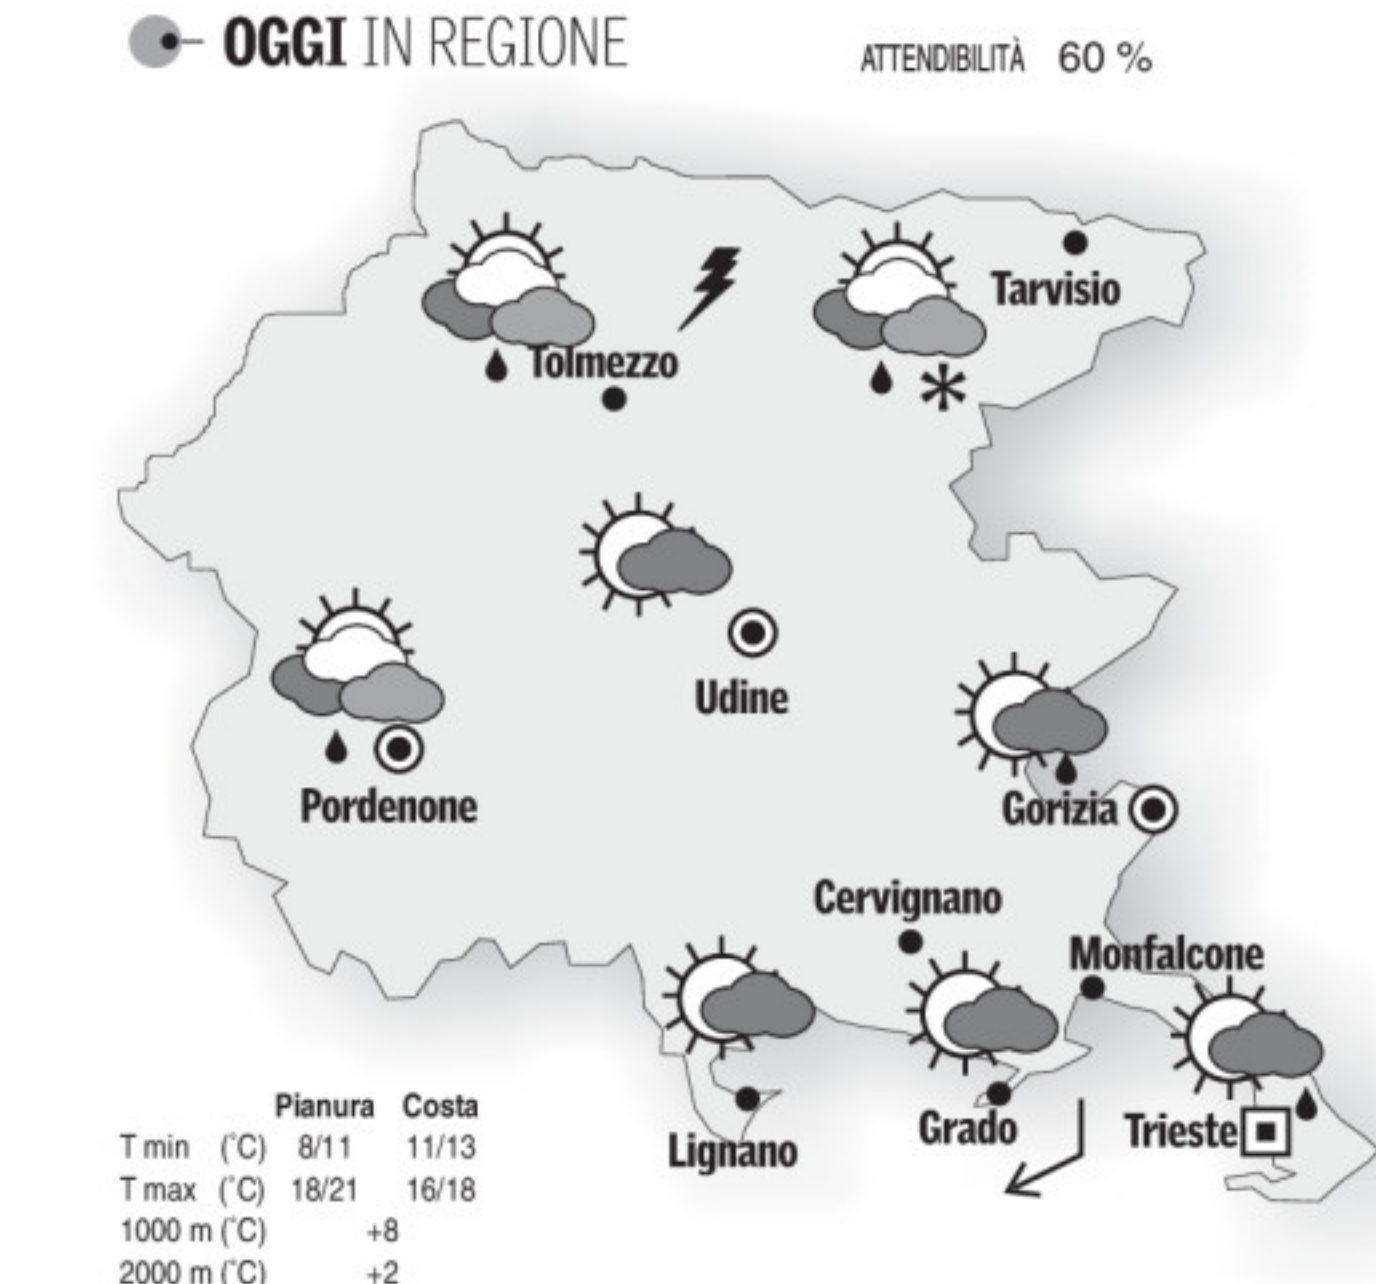 OGGI IN REGIONE
ATTENDIBILITÀ 60 %
Tarvisio
Tolmezzo
Udine
Pordenone
Gorizia
Cervignano
Monfalcone
Grado
Trieste
Lignano
Pianura Costa
T min (°C) 8/11 11/13
T max (°C) 18/21 16/18
1000 m (°C) +8
2000 m (°C) +2